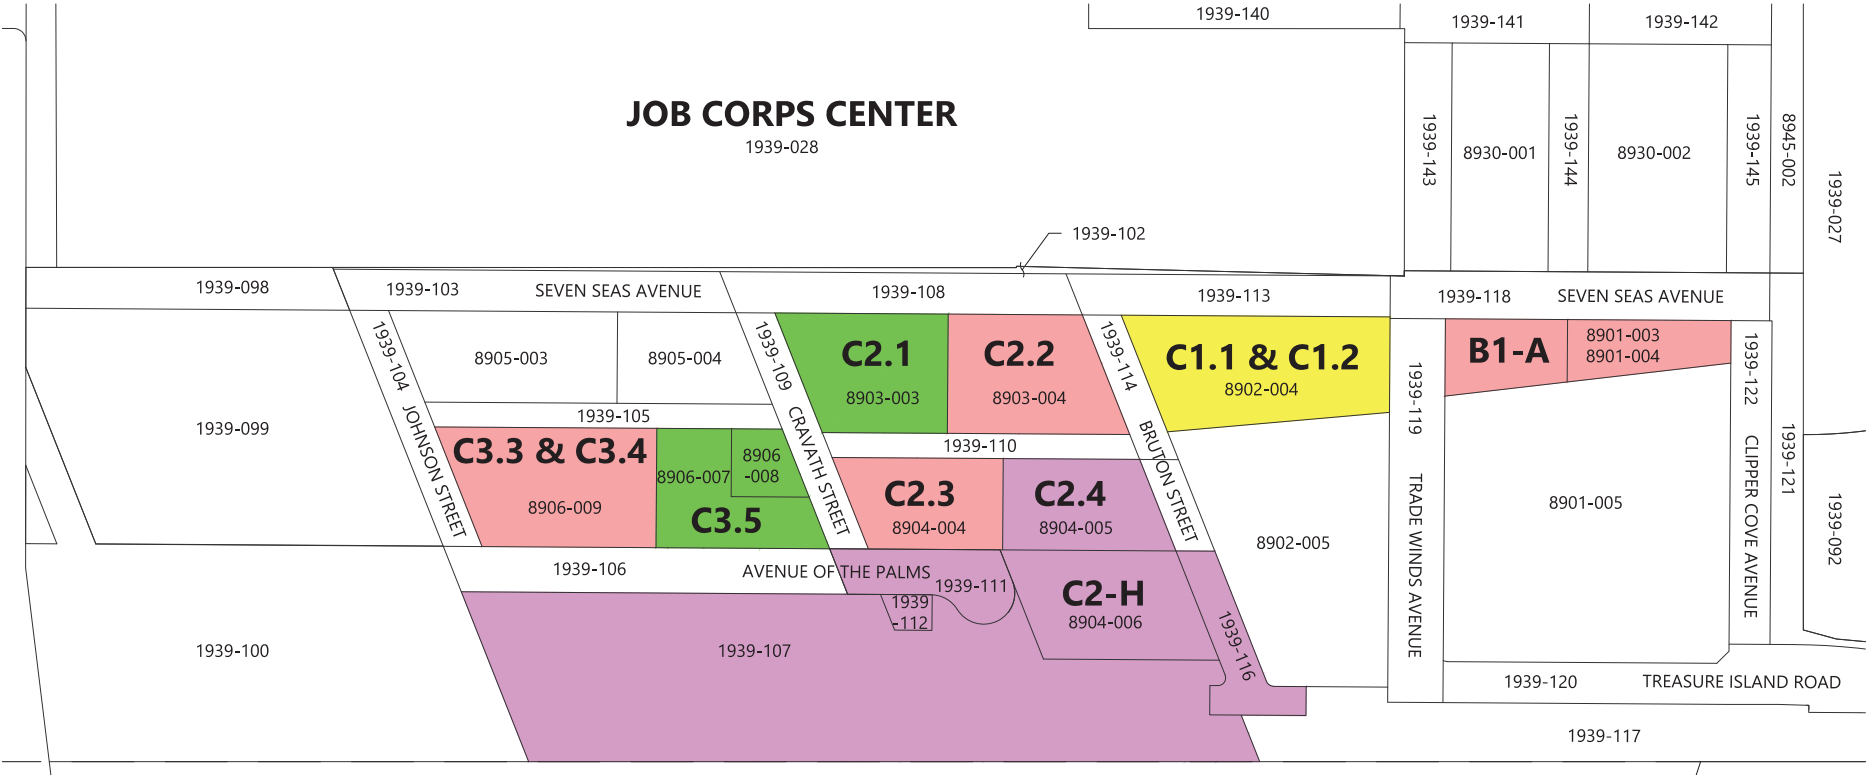 1939-140
1939-141
1939-142
JOB CORPS CENTER
1939-028
1939-143
8930-001
1939-144
8930-002
1939-145
8945-002
1939-027
1939-102
1939-098
1939-103
SEVEN SEAS AVENUE
1939-108
1939-113
1939-118
SEVEN SEAS AVENUE
1939-104 JOHNSON STREET
8905-003
8905-004
1939-109 CRAVATH STREET
C2.1
8903-003
C2.2
8903-004
1939-114 BRUTON STREET
C1.1 & C1.2
8902-004
1939-119 TRADE WINDS AVENUE
B1-A
8901-003
8901-004
1939-122 CLIPPER COVE AVENUE
1939-121
1939-099
1939-105
1939-110
C3.3 & C3.4
8906-009
8906-007
8906
-008
C3.5
C2.3
8904-004
C2.4
8904-005
8902-005
8901-005
1939-092
1939-106
AVENUE OF THE PALMS
1939-111
1939
-112
C2-H
8904-006
1939-116
1939-100
1939-107
1939-120
TREASURE ISLAND ROAD
1939-117